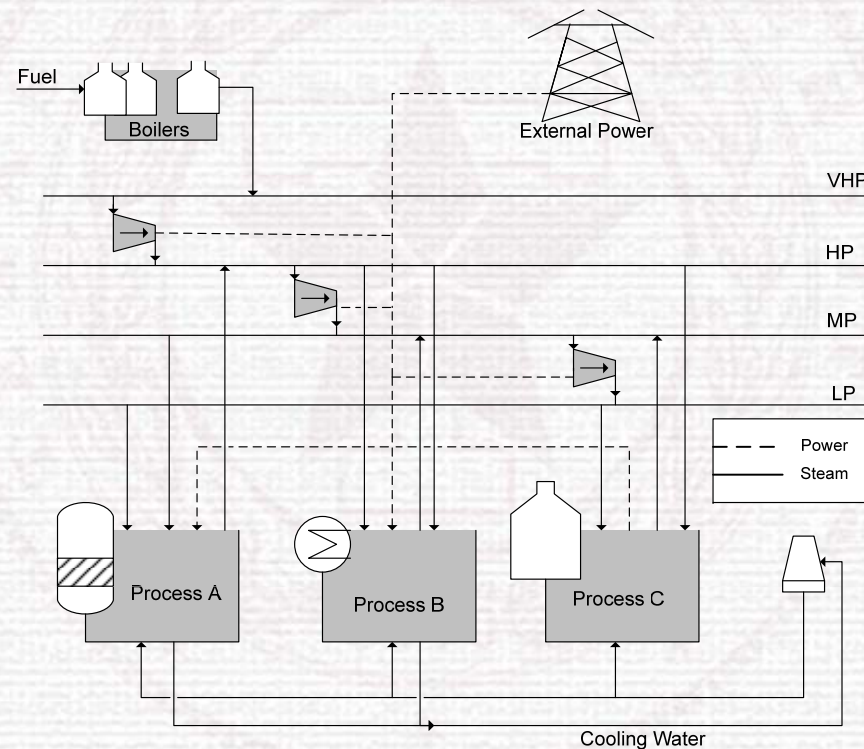 Fuel
Boilers
External Power
VHP
HP
MP
LP
Power
Steam
Process A
Process B
Process C
Cooling Water